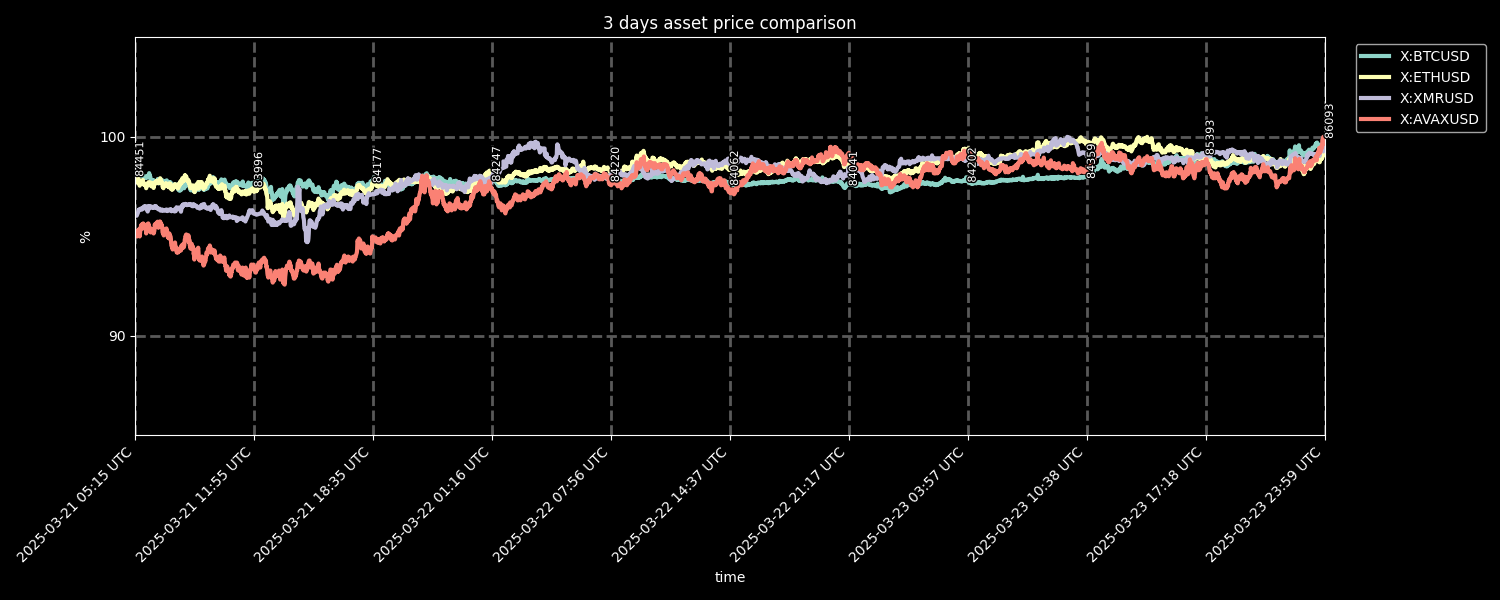 3 days asset price comparison
X:BTCUSD
X:ETHUSD
X:XMRUSD
X:AVAXUSD
100
90
%
84451
83996
84177
84247
84220
84062
84041
84202
84359
85393
86093
2025-03-21 05:15 UTC
2025-03-21 11:55 UTC
2025-03-21 18:35 UTC
2025-03-22 01:16 UTC
2025-03-22 07:56 UTC
2025-03-22 14:37 UTC
2025-03-22 21:17 UTC
2025-03-23 03:57 UTC
2025-03-23 10:38 UTC
2025-03-23 17:18 UTC
2025-03-23 23:59 UTC
time